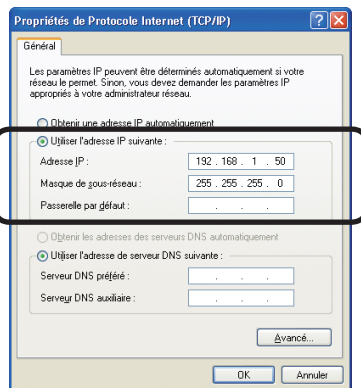 Propriétés de Protocole Internet (TCP/IP)
Général
Les paramètres IP peuvent être déterminés automatiquement si votre
réseau le permet. Sinon, vous devez demander les paramètres IP
appropriés à votre administrateur réseau.
Obtenir une adresse IP automatiquement
Utiliser l'adresse IP suivante :
Adresse IP : 192 . 168 . 1 . 50
Masque de sous-réseau : 255 . 255 . 255 . 0
Passerelle par défaut : . . .
Obtenir les adresses des serveurs DNS automatiquement
Utiliser l'adresse de serveur DNS suivante :
Serveur DNS préféré : . . .
Serveur DNS auxiliaire : . . .
Avancé...
OK Annuler